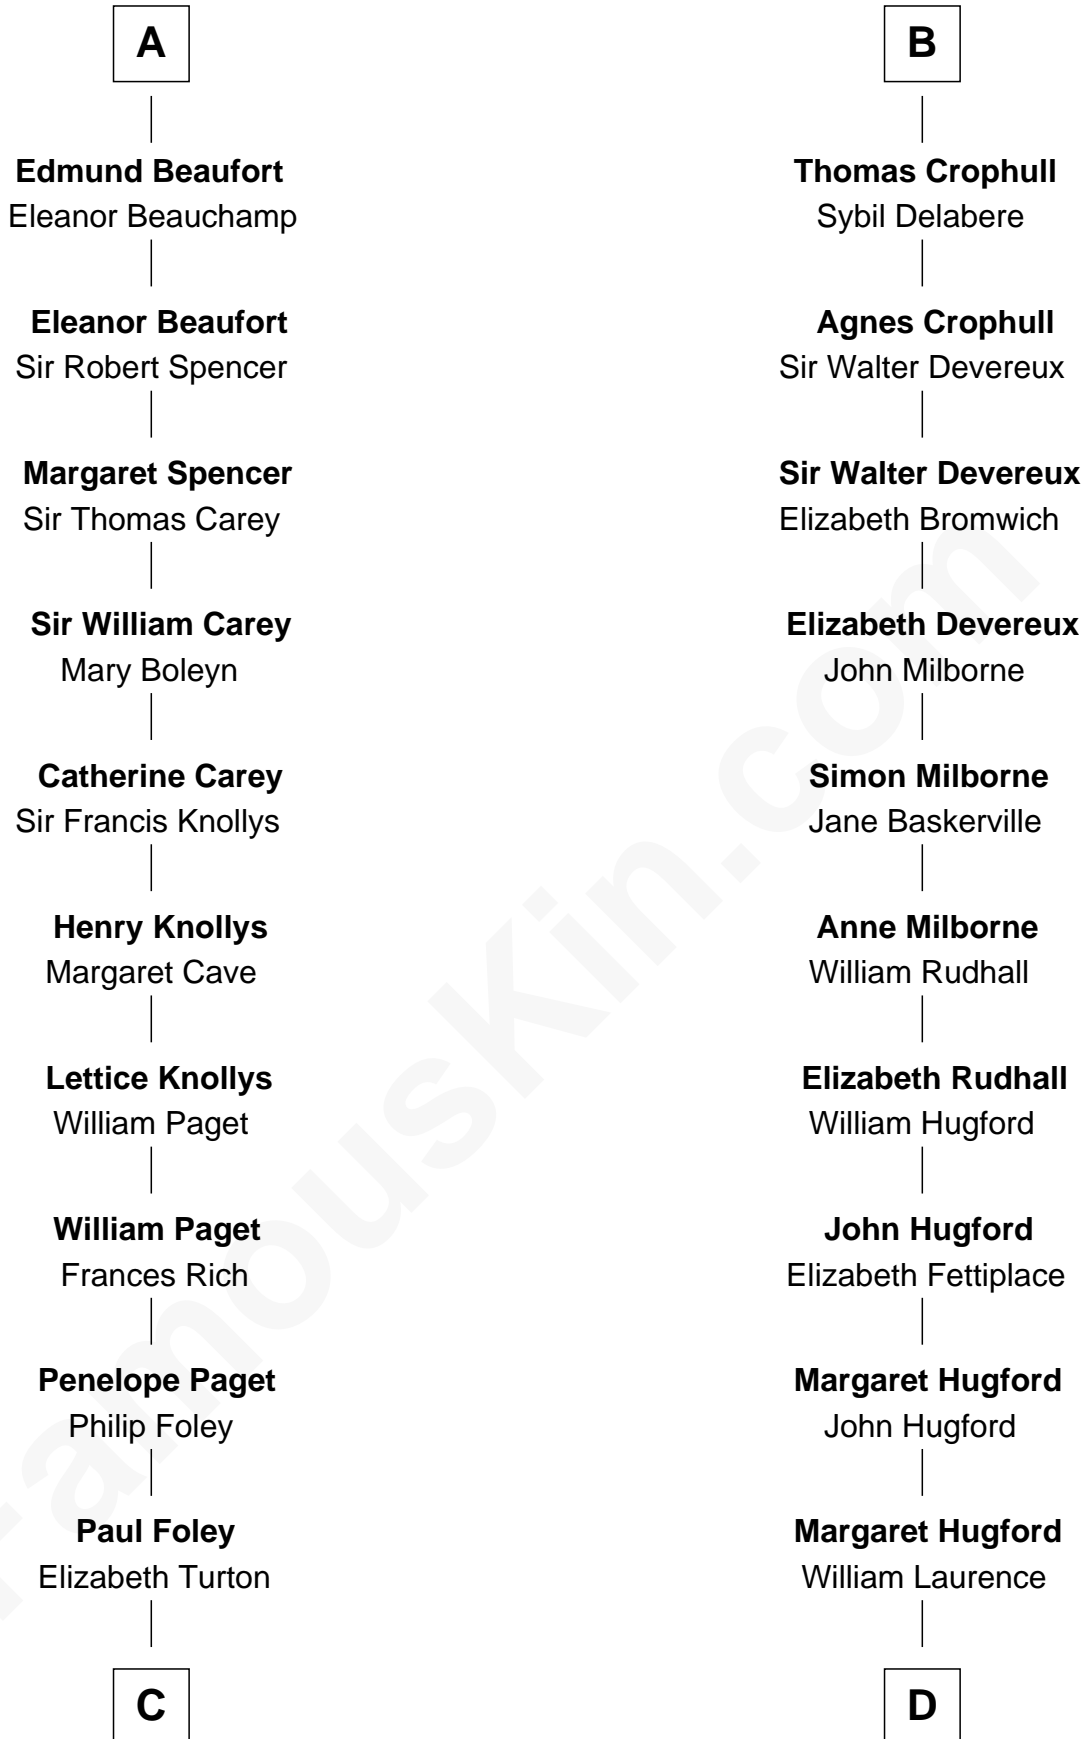 A
Edmund Beaufort
Eleanor Beauchamp
Eleanor Beaufort
Sir Robert Spencer
Margaret Spencer
Sir Thomas Carey
Sir William Carey
Mary Boleyn
Catherine Carey
Sir Francis Knollys
Henry Knollys
Margaret Cave
Lettice Knollys
William Paget
William Paget
Frances Rich
Penelope Paget
Philip Foley
Paul Foley
Elizabeth Turton
C
B
Thomas Crophull
Sybil Delabere
Agnes Crophull
Sir Walter Devereux
Sir Walter Devereux
Elizabeth Bromwich
Elizabeth Devereux
John Milborne
Simon Milborne
Jane Baskerville
Anne Milborne
William Rudhall
Elizabeth Rudhall
William Hugford
John Hugford
Elizabeth Fettiplace
Margaret Hugford
John Hugford
Margaret Hugford
William Laurence
D
FamousKin.com